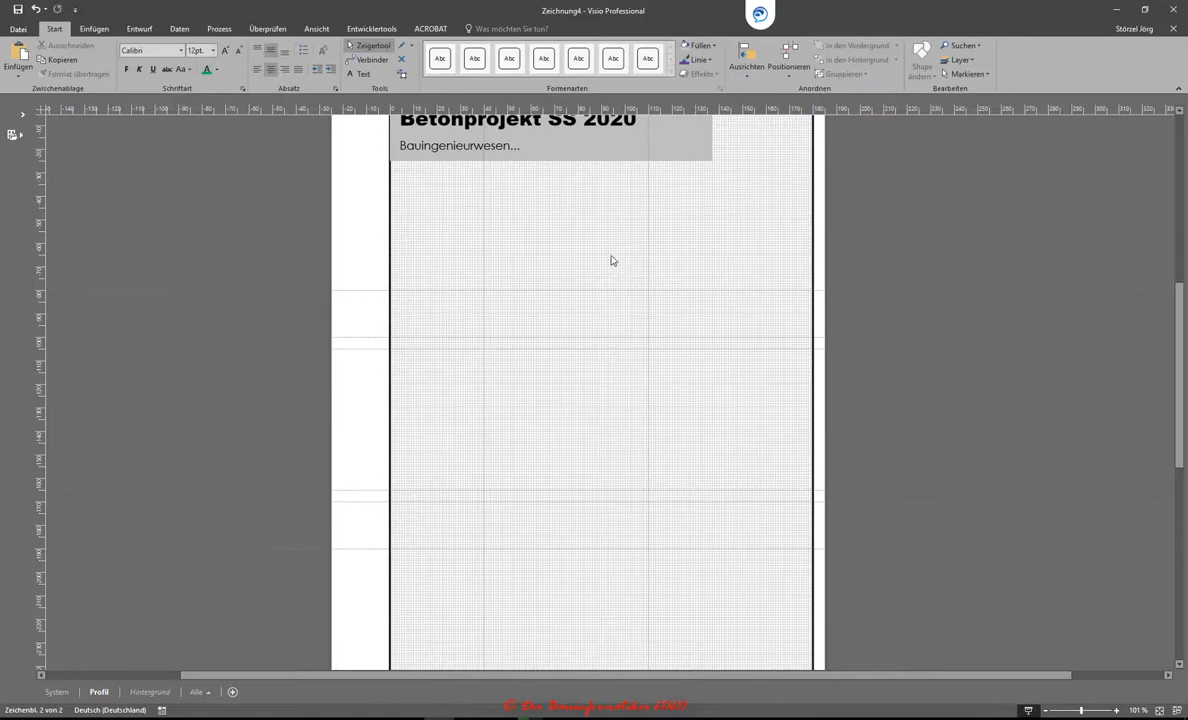 Zeichnung4 - Visio Professional
Datei Start Einfügen Entwurf Daten Prozess Überprüfen Ansicht Entwicklertools ACROBAT Was möchten Sie tun? Störzel Jörg
Einfügen
Ausschneiden
Kopieren
Format übertragen
Zwischenablage
Calibri 12pt.
F K U abc Aa A
Schriftart
Absatz
Zeigertool
Verbinder
Text
Tools
Abc Abc Abc Abc Abc Abc Abc
Formenarten
Füllen
Linie
Effekte
Ausrichten Positionieren
In den Vordergrund
In den Hintergrund
Gruppieren
Anordnen
Shape ändern
Suchen
Layer
Markieren
Bearbeiten
Betonprojekt SS 2020
Bauingenieurwesen...
System Profil Hintergrund Alle
Zeichenbl. 2 von 2 Deutsch (Deutschland)
101 %